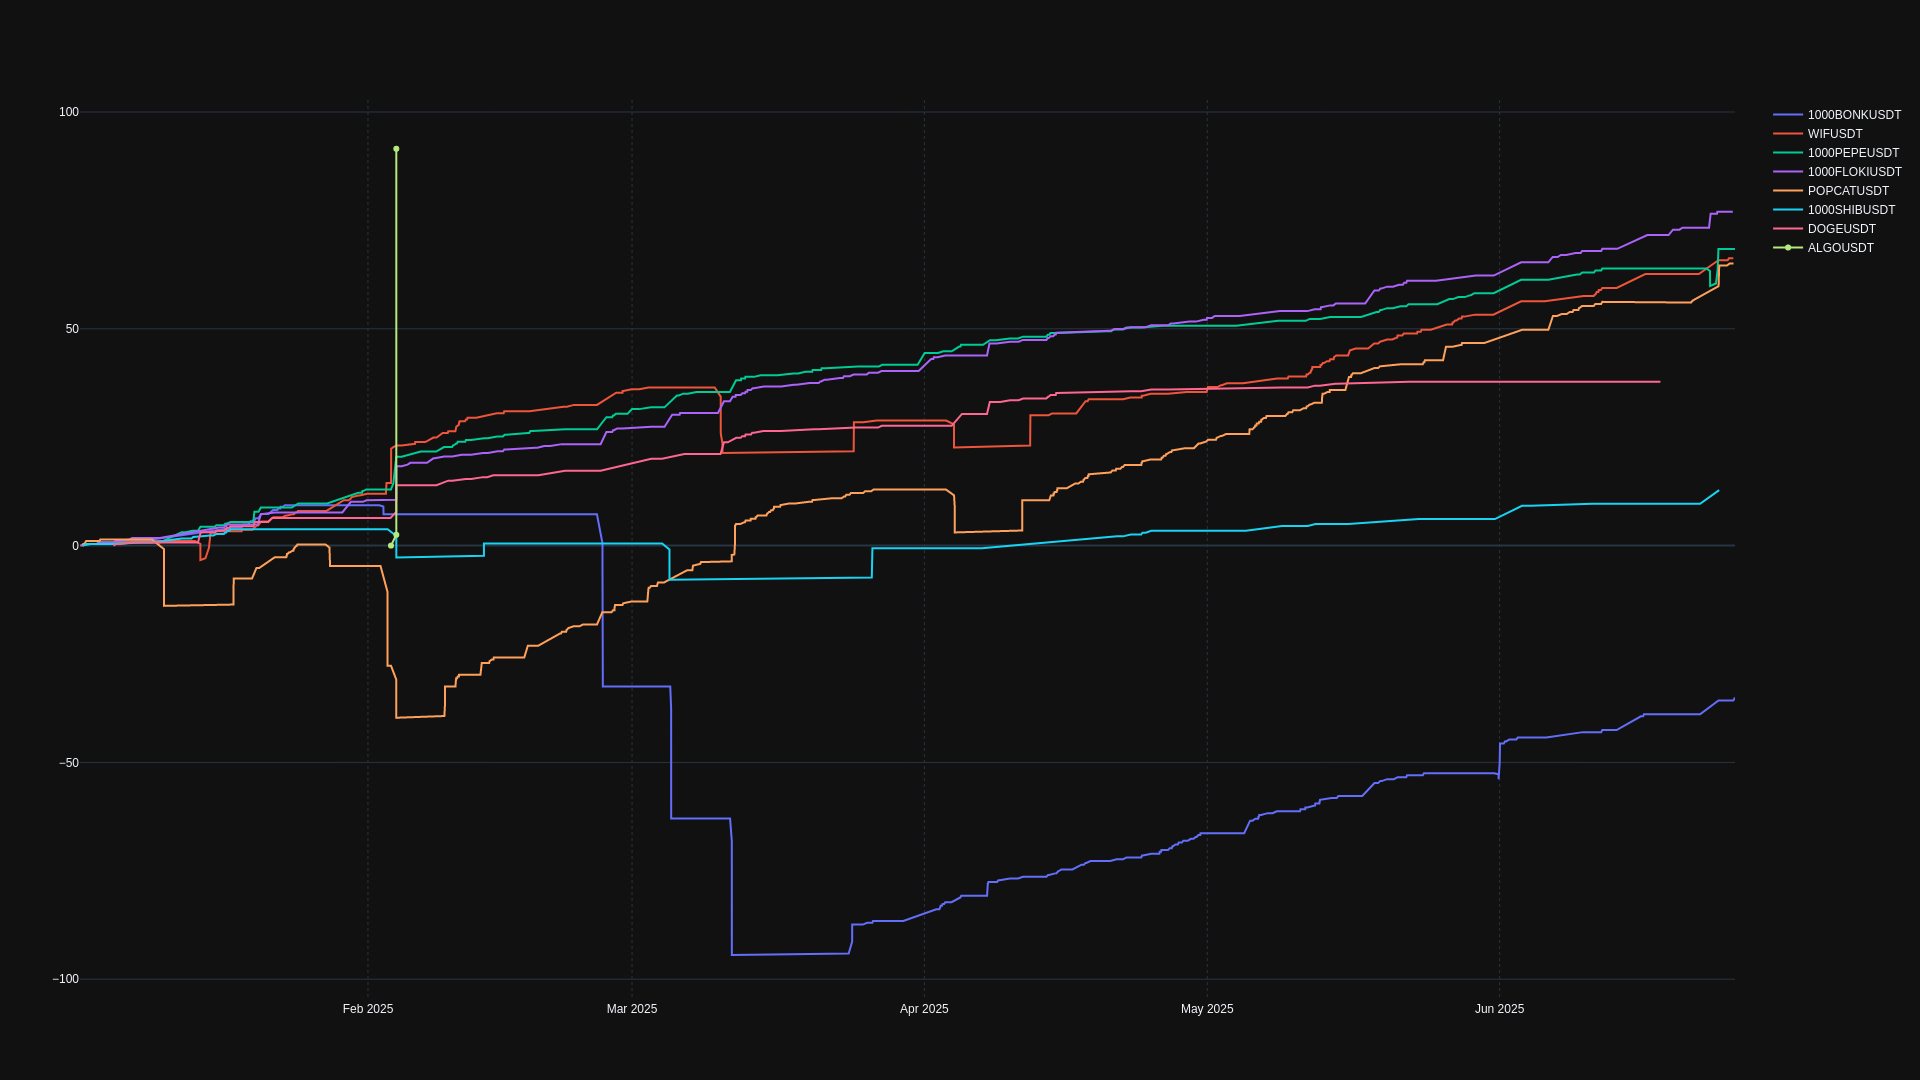 100
50
0
−50
−100
Feb 2025
Mar 2025
Apr 2025
May 2025
Jun 2025
1000BONKUSDT
WIFUSDT
1000PEPEUSDT
1000FLOKIUSDT
POPCATUSDT
1000SHIBUSDT
DOGEUSDT
ALGOUSDT